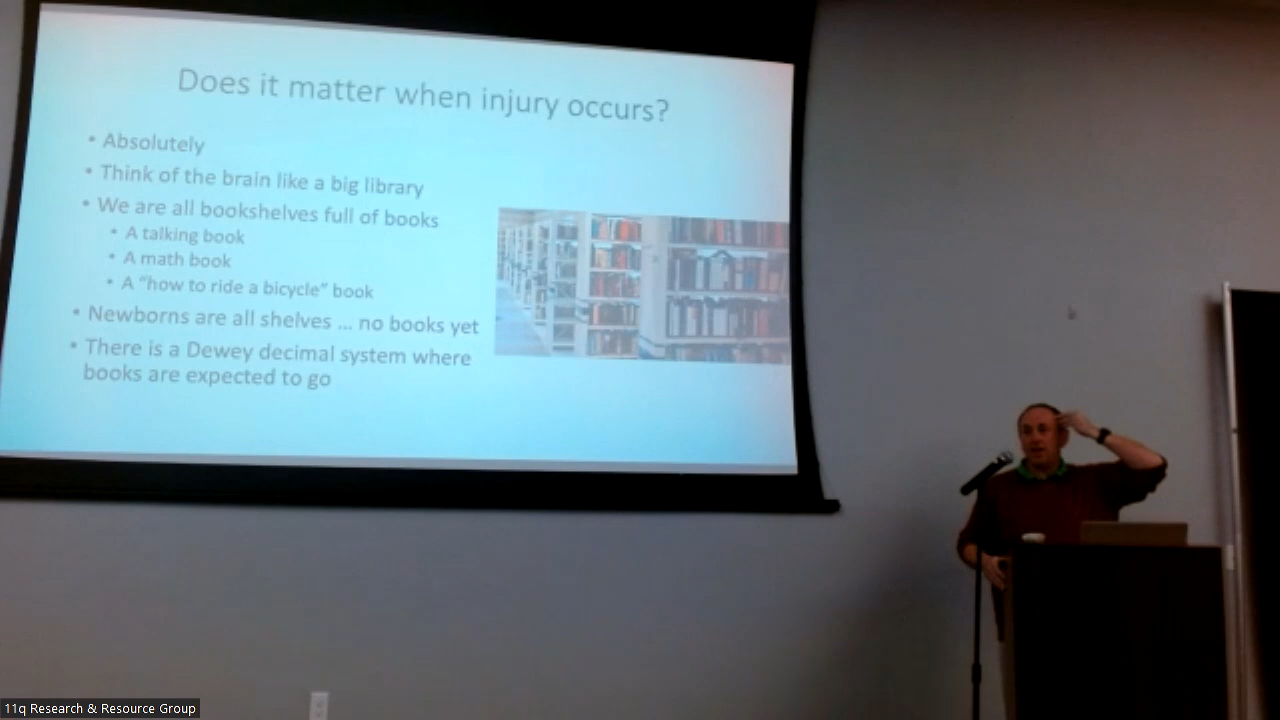 Does it matter when injury occurs?
• Absolutely
• Think of the brain like a big library
• We are all bookshelves full of books
• A talking book
• A math book
• A “how to ride a bicycle” book
• Newborns are all shelves ... no books yet
• There is a Dewey decimal system where
books are expected to go
11q Research & Resource Group